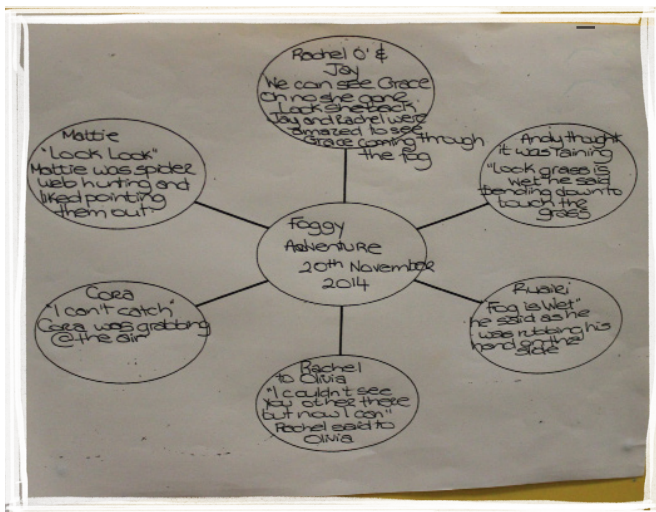 Rachel O' &
Jay
We can see Grace
Oh no she gone
Look she back
Jay and Rachel were
amazed to see
Grace coming through
the fog
Mattie
"Look Look"
Mattie was spider
web hunting and
liked pointing
them out
Andy thought
it was raining
"Look grass is
wet he said
bending down to
touch the
grass
Foggy
Adventure
20th November
2014
Cora
"I can't catch"
Cora was grabbing
@ the air
Ruairi
"Fog is wet"
he said as he
was rubbing his
hand on the
slide
Rachel
to Olivia
"I couldn't see
you other there
but now I can"
Rachel said to
Olivia